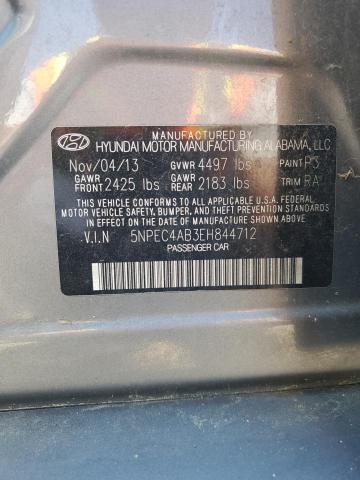 MANUFACTURED BY
HYUNDAI MOTOR MANUFACTURING ALABAMA, LLC
Nov/04/13 GVWR 4497 lbs PAINT P3
GAWR FRONT 2425 lbs GAWR REAR 2183 lbs TRIM RA
THIS VEHICLE CONFORMS TO ALL APPLICABLE U.S.A. FEDERAL
MOTOR VEHICLE SAFETY, BUMPER, AND THEFT PREVENTION
STANDARDS IN EFFECT ON THE DATE OF MANUFACTURE SHOWN ABOVE.
V.I.N 5NPEC4AB3EH844712
PASSENGER CAR